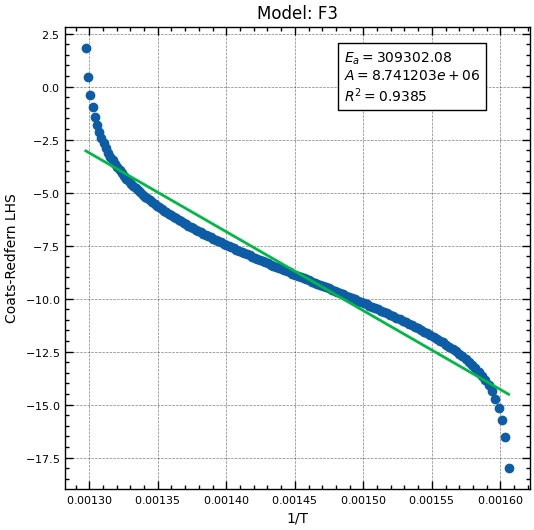 Model: F3
2.5
0.0
−2.5
−5.0
−7.5
−10.0
−12.5
−15.0
−17.5
Coats-Redfern LHS
Eₐ = 309302.08
A = 8.741203e + 06
R² = 0.9385
0.00130 0.00135 0.00140 0.00145 0.00150 0.00155 0.00160
1/T